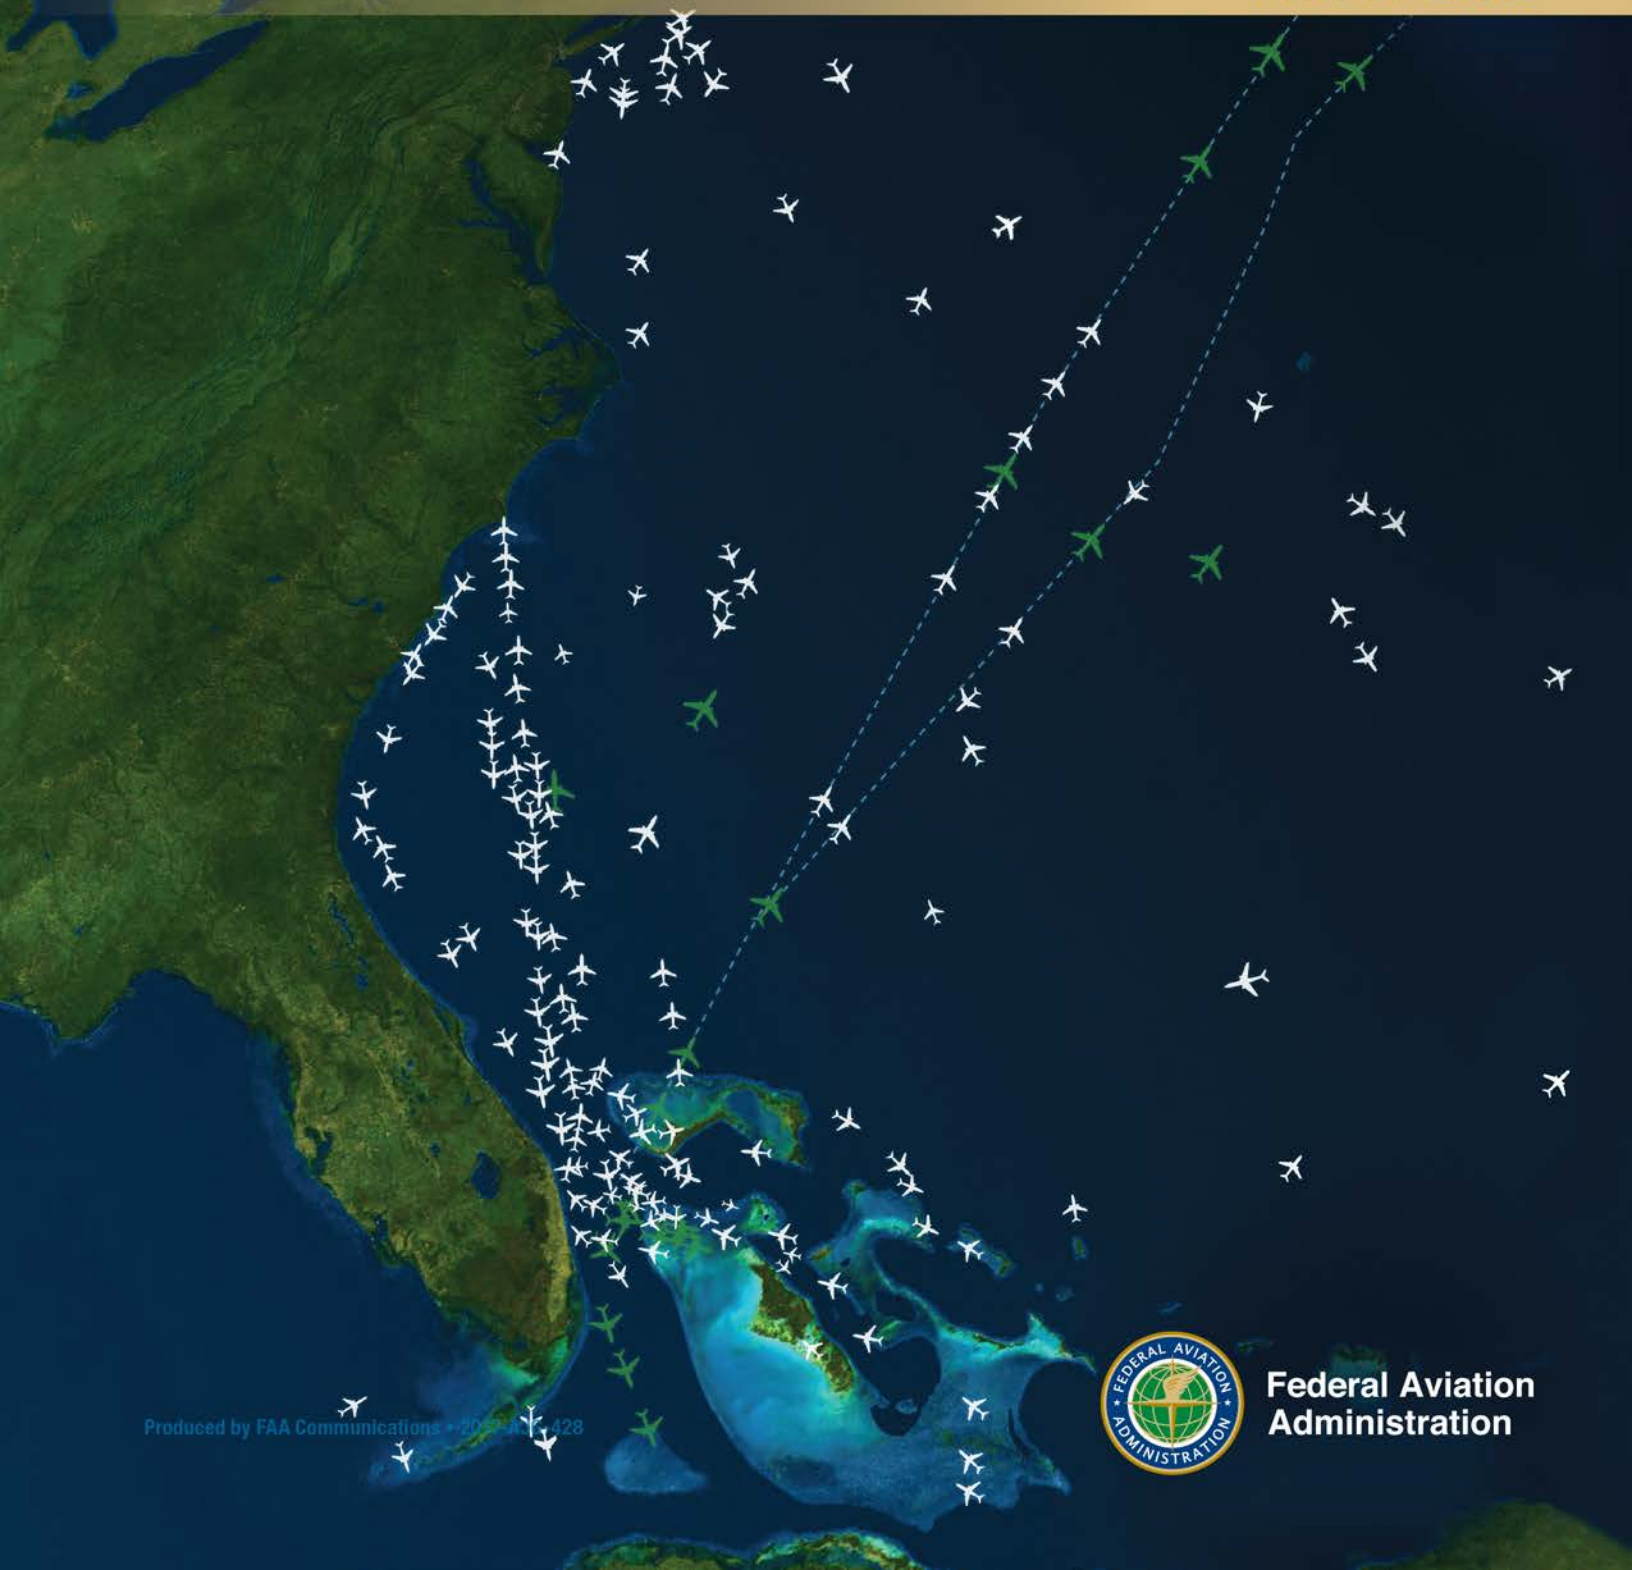 FEDERAL AVIATION
ADMINISTRATION
Federal Aviation
Administration
Produced by FAA Communications •